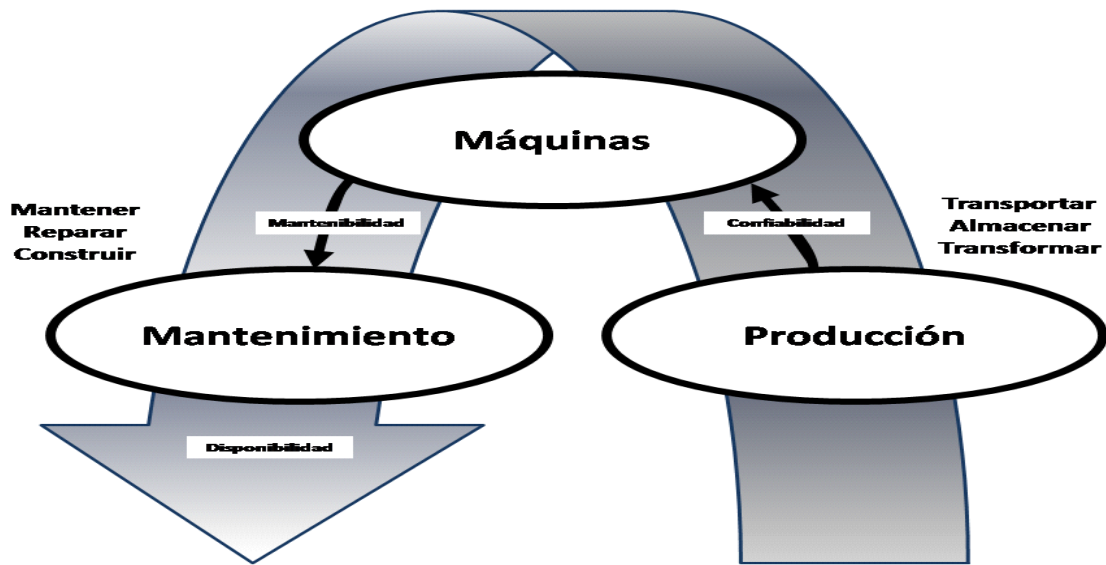 Máquinas
Mantener
Reparar
Construir
Mantenibilidad
Confiabilidad
Transportar
Almacenar
Transformar
Mantenimiento
Producción
Disponibilidad